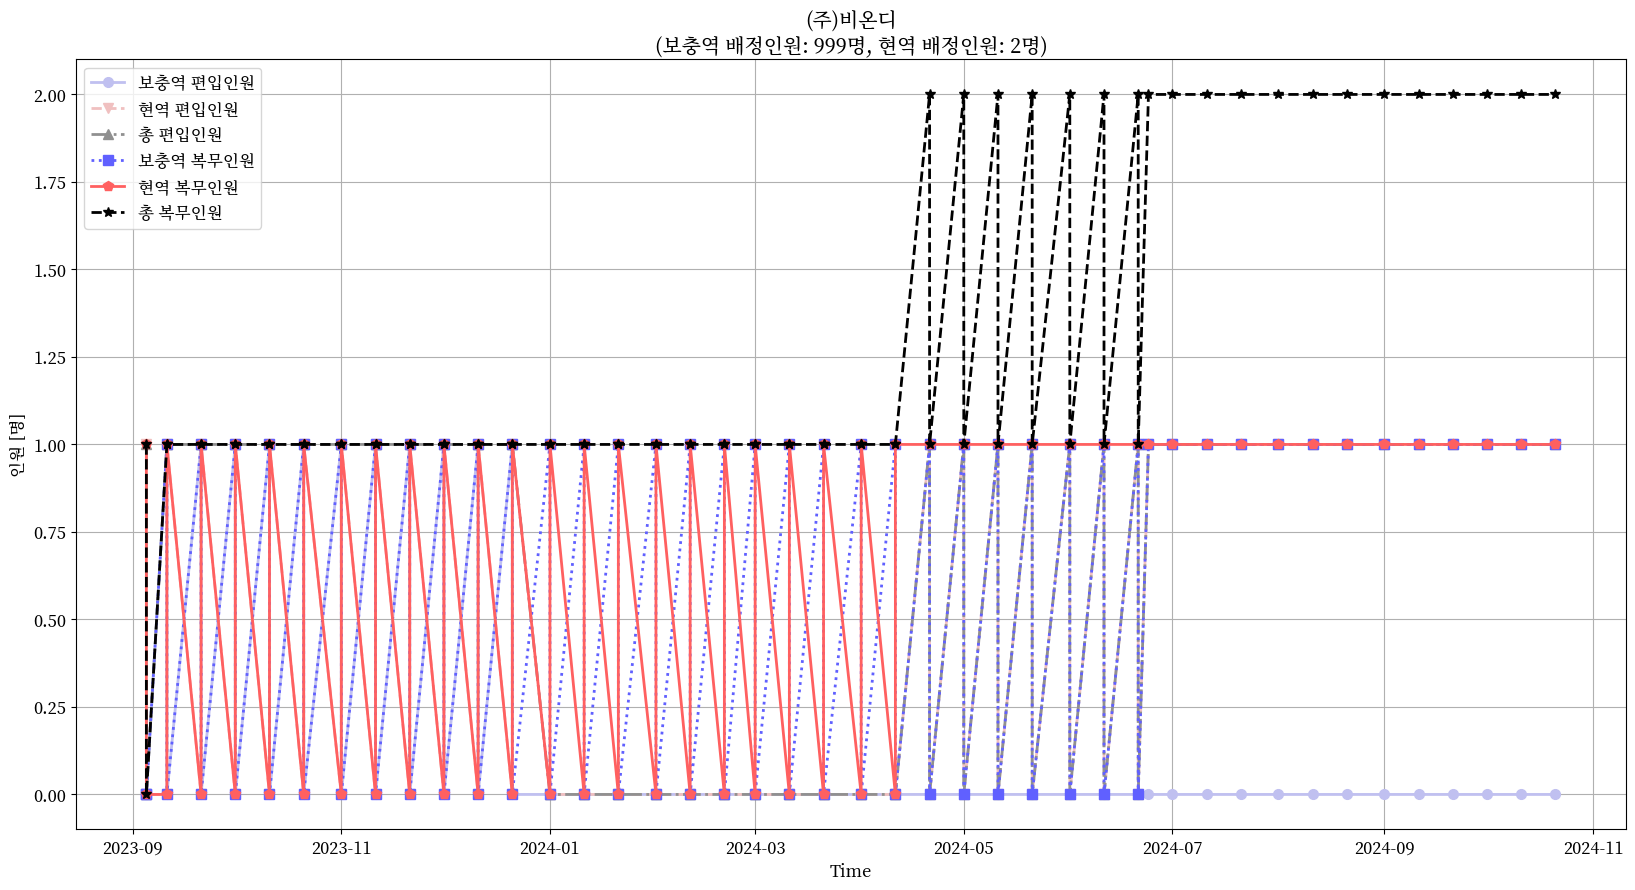 (주)비온디
(보충역 배정인원: 999명, 현역 배정인원: 2명)
보충역 편입인원
현역 편입인원
총 편입인원
보충역 복무인원
현역 복무인원
총 복무인원
2.00
1.75
1.50
1.25
1.00
0.75
0.50
0.25
0.00
인원 [명]
2023-09
2023-11
2024-01
2024-03
2024-05
2024-07
2024-09
2024-11
Time